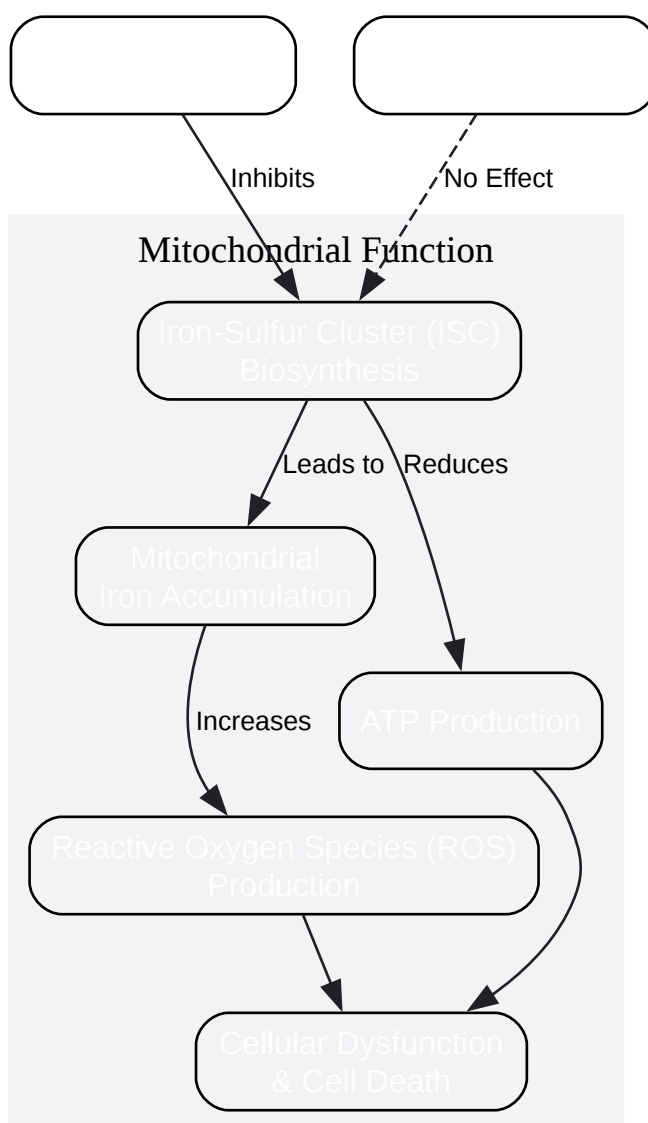 Inhibits
No Effect
Mitochondrial Function
Iron-Sulfur Cluster (ISC)
Biosynthesis
Leads to
Reduces
Mitochondrial
Iron Accumulation
Increases
ATP Production
Reactive Oxygen Species (ROS)
Production
Cellular Dysfunction
& Cell Death